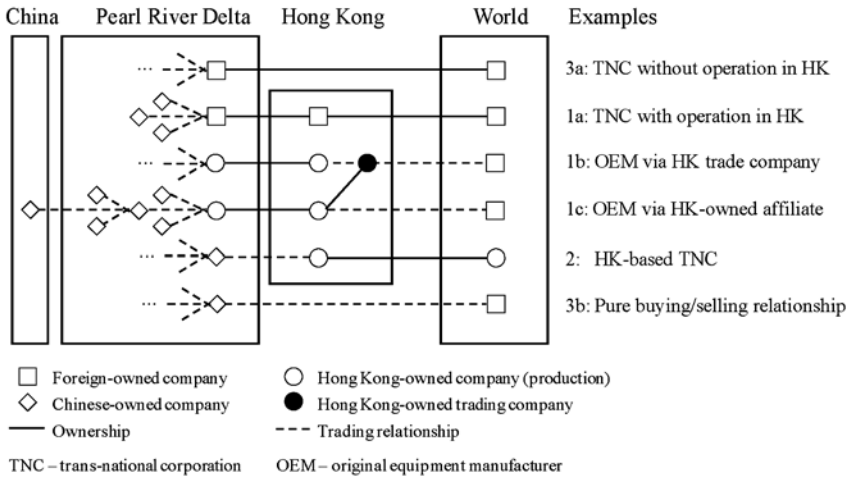 China Pearl River Delta Hong Kong World Examples
... 3a: TNC without operation in HK
1a: TNC with operation in HK
... 1b: OEM via HK trade company
1c: OEM via HK-owned affiliate
... 2: HK-based TNC
... 3b: Pure buying/selling relationship
Foreign-owned company Hong Kong-owned company (production)
Chinese-owned company Hong Kong-owned trading company
Ownership Trading relationship
TNC – trans-national corporation OEM – original equipment manufacturer